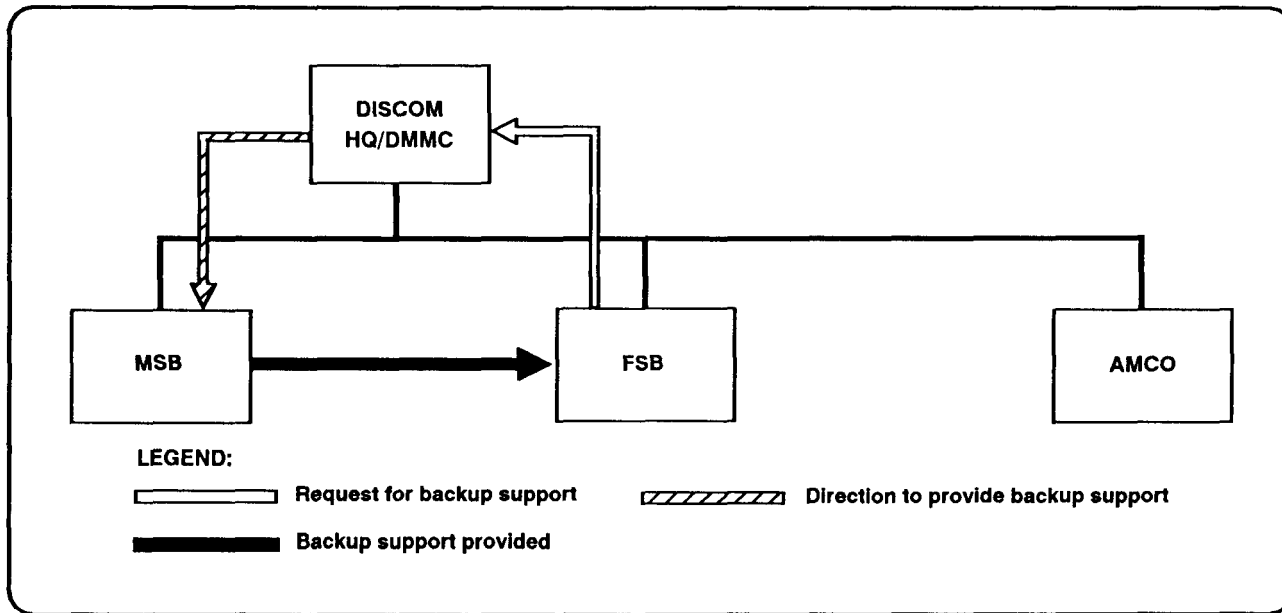 DISCOM
HQ/DMMC
MSB
FSB
AMCO
LEGEND:
Request for backup support
Direction to provide backup support
Backup support provided